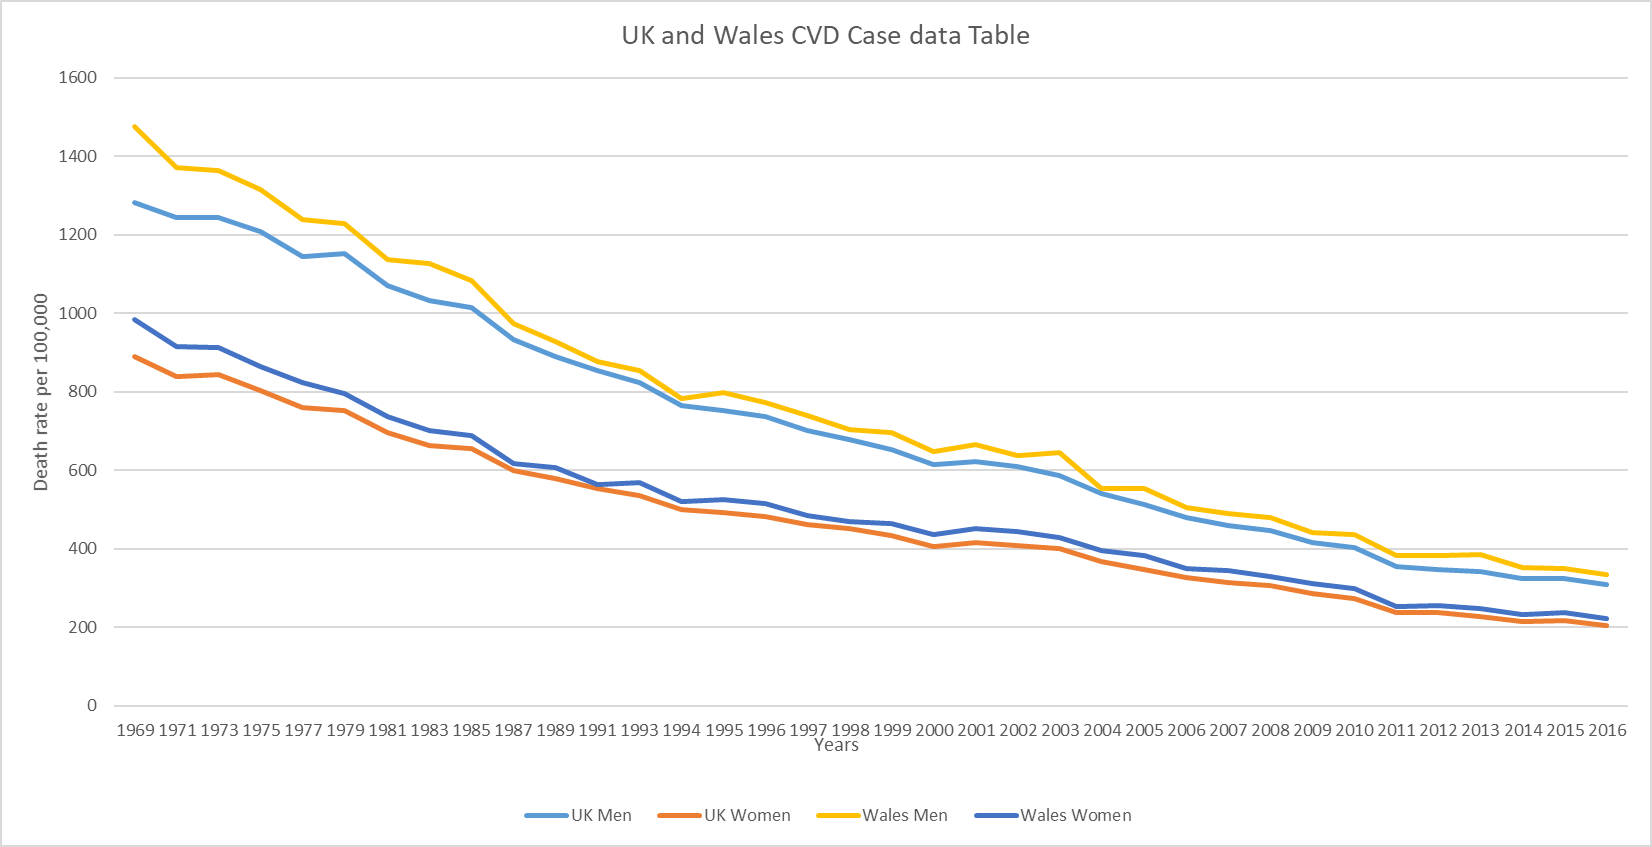 UK and Wales CVD Case data Table
1600
1400
1200
1000
800
600
400
200
0
Death rate per 100,000
1969 1971 1973 1975 1977 1979 1981 1983 1985 1987 1989 1991 1993 1994 1995 1996 1997 1998 1999 2000 2001 2002 2003 2004 2005 2006 2007 2008 2009 2010 2011 2012 2013 2014 2015 2016
Years
UK Men UK Women Wales Men Wales Women